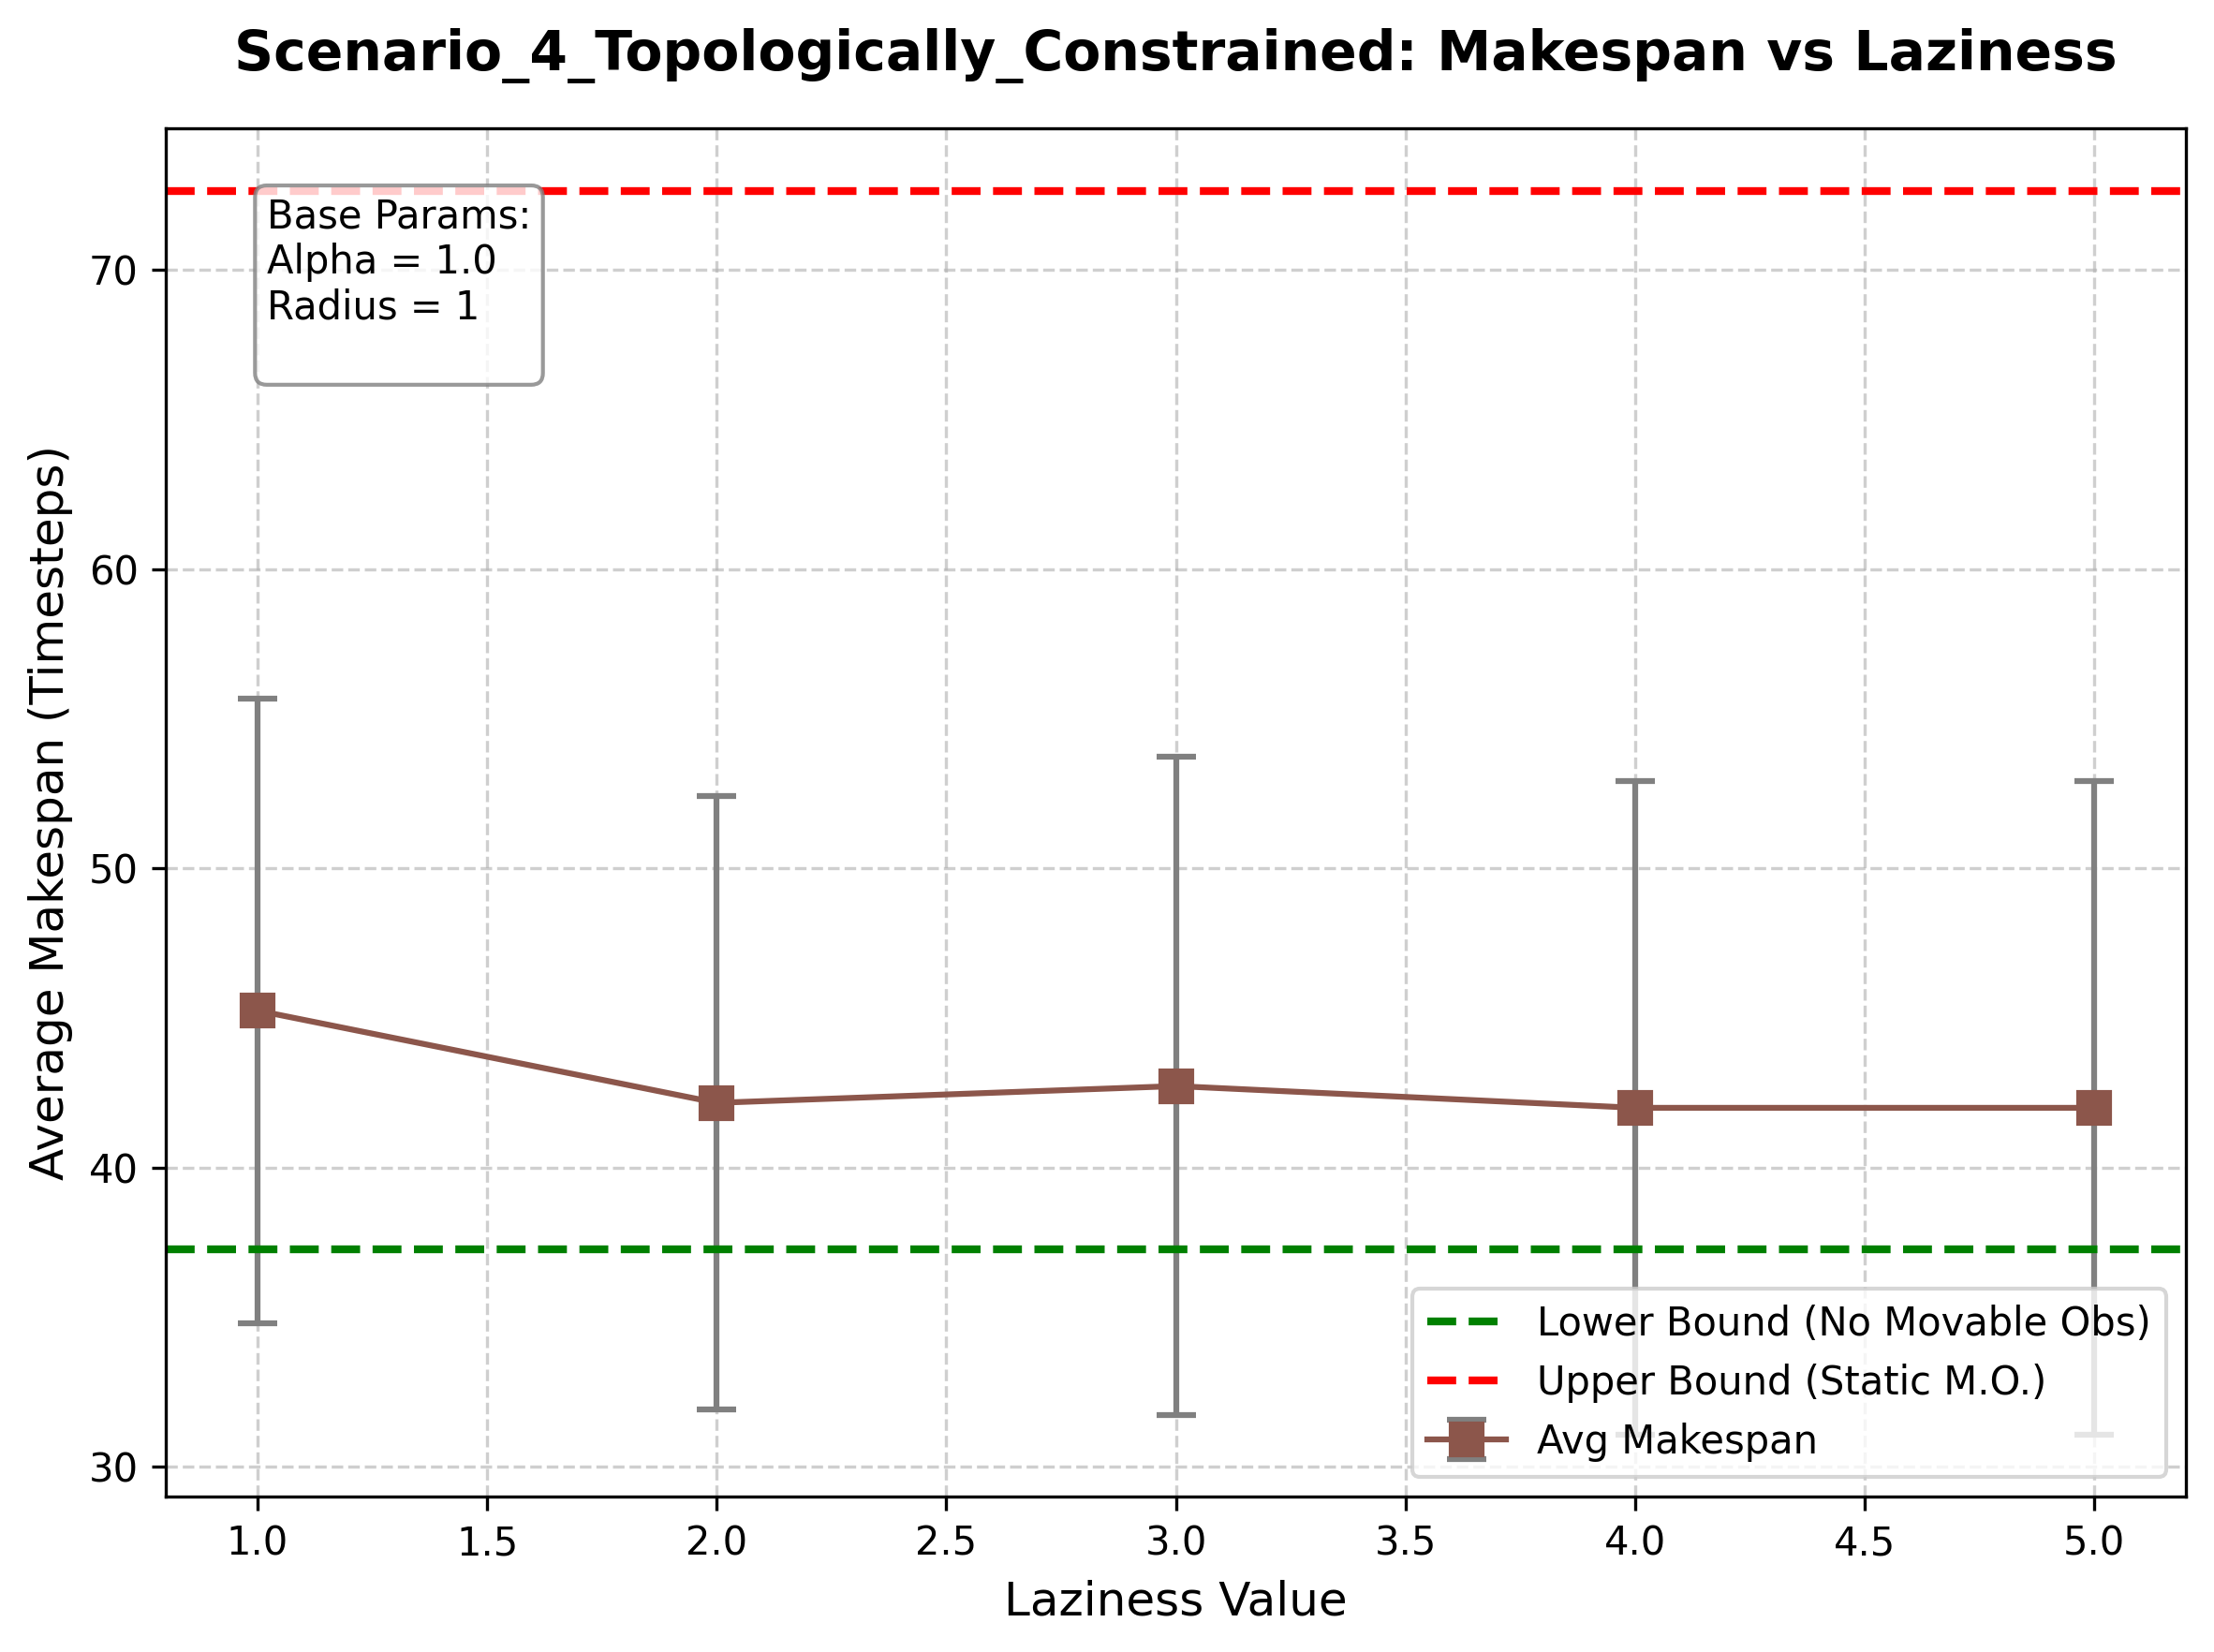 Scenario_4_Topologically_Constrained: Makespan vs Laziness
Base Params:
Alpha = 1.0
Radius = 1
Average Makespan (Timesteps)
70
60
50
40
30
Lower Bound (No Movable Obs)
Upper Bound (Static M.O.)
Avg Makespan
1.0 1.5 2.0 2.5 3.0 3.5 4.0 4.5 5.0
Laziness Value